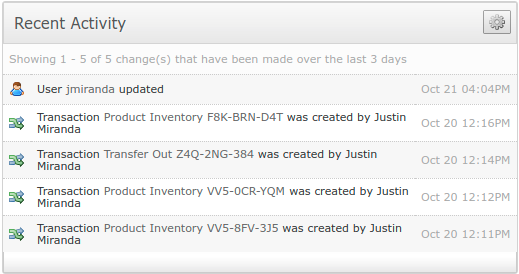 Recent Activity
Showing 1 - 5 of 5 change(s) that have been made over the last 3 days
User jmiranda updated Oct 21 04:04PM
Transaction Product Inventory F8K-BRN-D4T was created by Justin
Miranda Oct 20 12:16PM
Transaction Transfer Out Z4Q-2NG-384 was created by Justin
Miranda Oct 20 12:14PM
Transaction Product Inventory VV5-0CR-YQM was created by Justin
Miranda Oct 20 12:12PM
Transaction Product Inventory VV5-8FV-3J5 was created by Justin
Miranda Oct 20 12:11PM